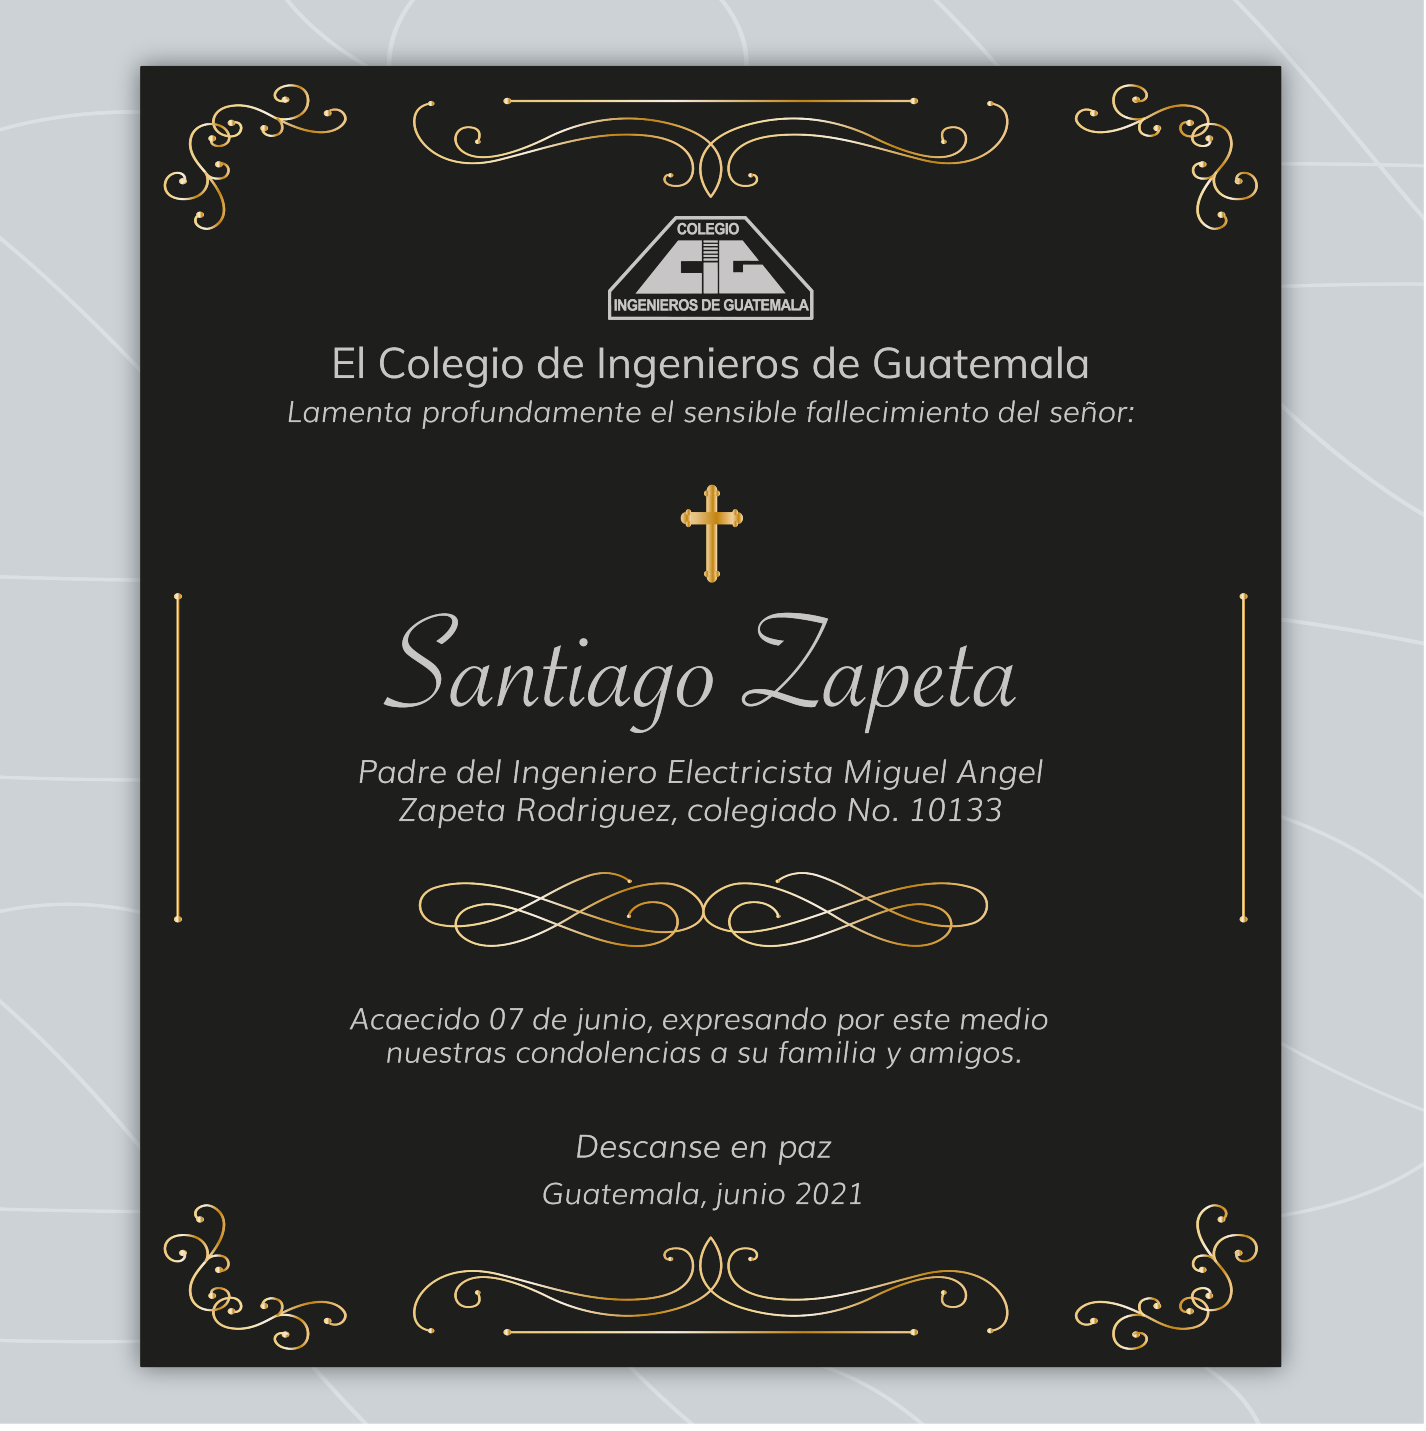 COLEGIO
CIG
INGENIEROS DE GUATEMALA
El Colegio de Ingenieros de Guatemala
Lamenta profundamente el sensible fallecimiento del señor:
Santiago Zapeta
Padre del Ingeniero Electricista Miguel Angel
Zapeta Rodriguez, colegiado No. 10133
Acaecido 07 de junio, expresando por este medio
nuestras condolencias a su familia y amigos.
Descanse en paz
Guatemala, junio 2021